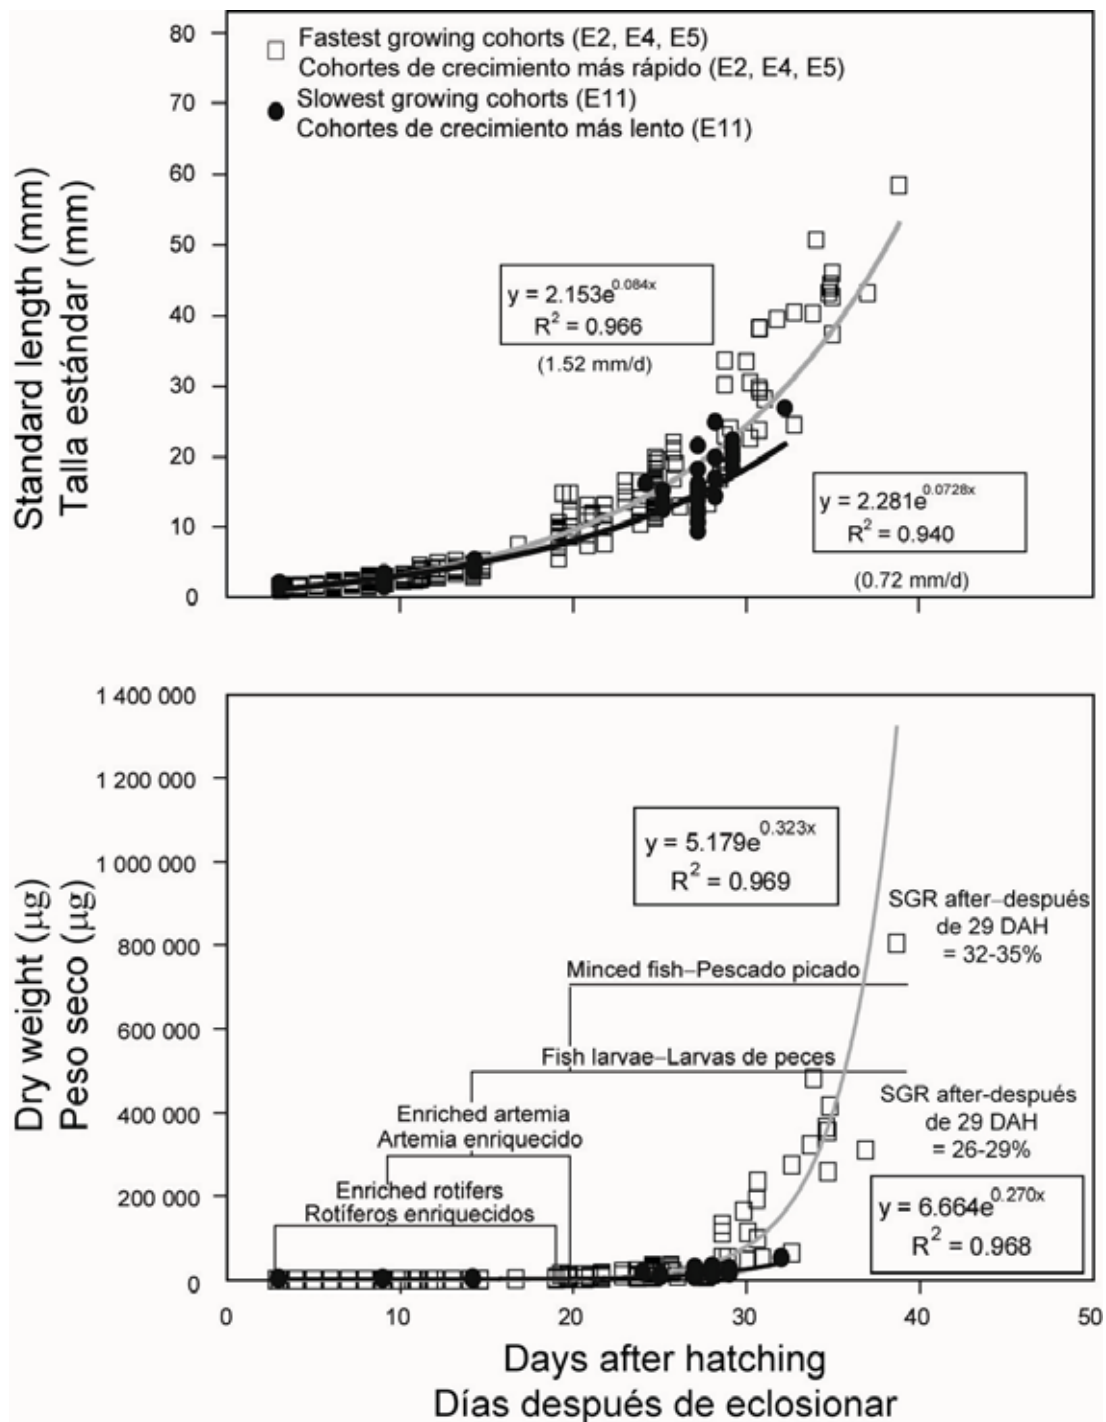 80
70
60
50
40
30
20
10
0
Standard length (mm)
Talla estándar (mm)
Fastest growing cohorts (E2, E4, E5)
Cohortes de crecimiento más rápido (E2, E4, E5)
Slowest growing cohorts (E11)
Cohortes de crecimiento más lento (E11)
y = 2.153e^0.084x
R² = 0.966
(1.52 mm/d)
y = 2.281e^0.0728x
R² = 0.940
(0.72 mm/d)
1 400 000
1 200 000
1 000 000
800 000
600 000
400 000
200 000
0
Dry weight (µg)
Peso seco (µg)
y = 5.179e^0.323x
R² = 0.969
SGR after–después
de 29 DAH
= 32-35%
Minced fish–Pescado picado
Fish larvae–Larvas de peces
Enriched artemia
Artemia enriquecido
Enriched rotifers
Rotíferos enriquecidos
SGR after-después
de 29 DAH
= 26-29%
y = 6.664e^0.270x
R² = 0.968
0 10 20 30 40 50
Days after hatching
Días después de eclosionar